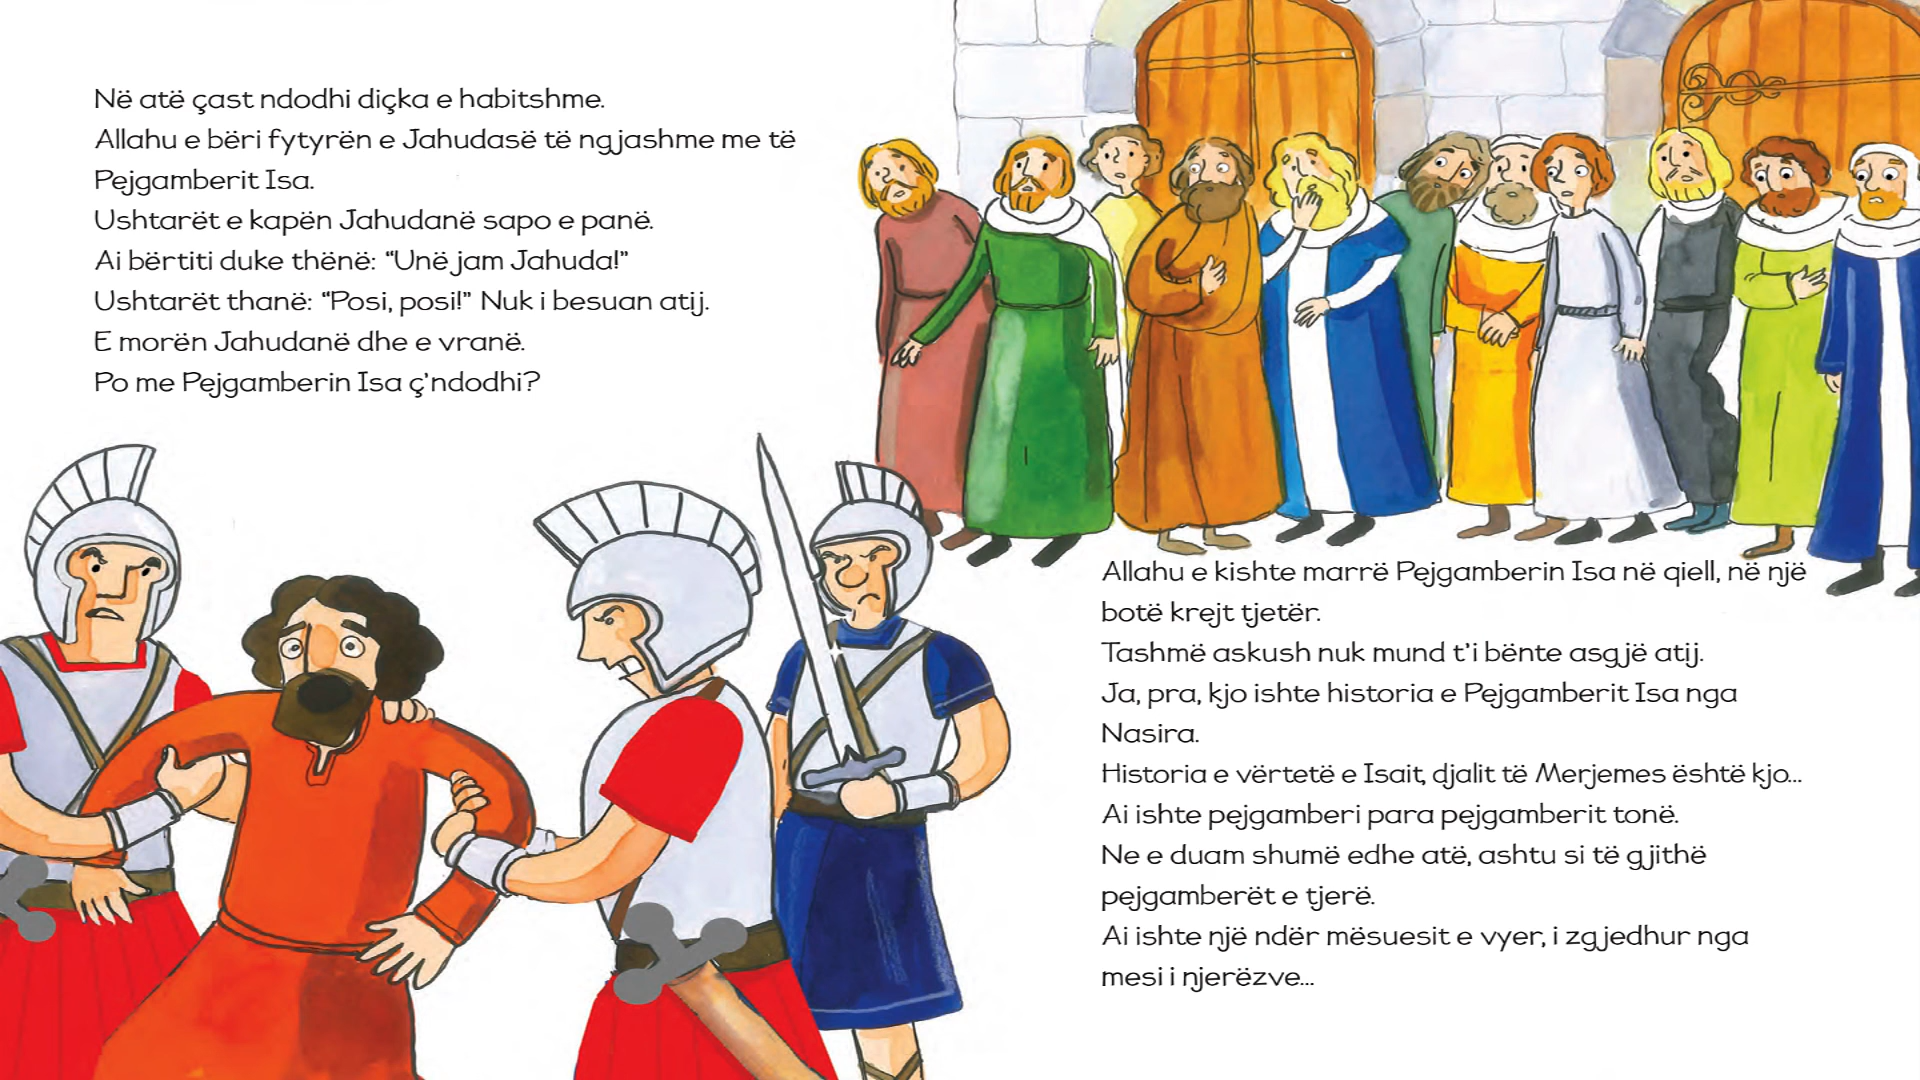 Në atë çast ndodhi diçka e habitshme.
Allahu e bëri fytyrën e Jahudasë të ngjashme me të
Pejgamberit Isa.
Ushtarët e kapën Jahudanë sapo e panë.
Ai bërtiti duke thënë: “Unë jam Jahuda!”
Ushtarët thanë: “Posi, posi!” Nuk i besuan atij.
E morën Jahudanë dhe e vranë.
Po me Pejgamberin Isa ç’ndodhi?
Allahu e kishte marrë Pejgamberin Isa në qiell, në një
botë krejt tjetër.
Tashmë askush nuk mund t’i bënte asgjë atij.
Ja, pra, kjo ishte historia e Pejgamberit Isa nga
Nasira.
Historia e vërtetë e Isait, djalit të Merjemes është kjo...
Ai ishte pejgamberi para pejgamberit tonë.
Ne e duam shumë edhe atë, ashtu si të gjithë
pejgamberët e tjerë.
Ai ishte një ndër mësuesit e vyer, i zgjedhur nga
mesi i njerëzve...